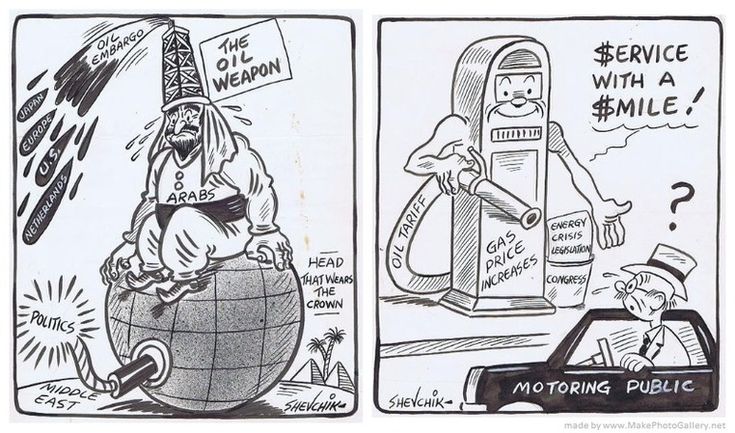 OIL
EMBARGO
THE
OIL
WEAPON
JAPAN
EUROPE
U.S.
NETHERLANDS
ARABS
HEAD
THAT WEARS
THE
CROWN
POLITICS
MIDDLE
EAST
SHEVCHIK
$ERVICE
WITH A
$MILE!
OIL TARIFF
GAS
PRICE
INCREASES
ENERGY
CRISIS
LEGISLATION
CONGRESS
?
MOTORING PUBLIC
SHEVCHIK
made by www.MakePhotoGallery.net